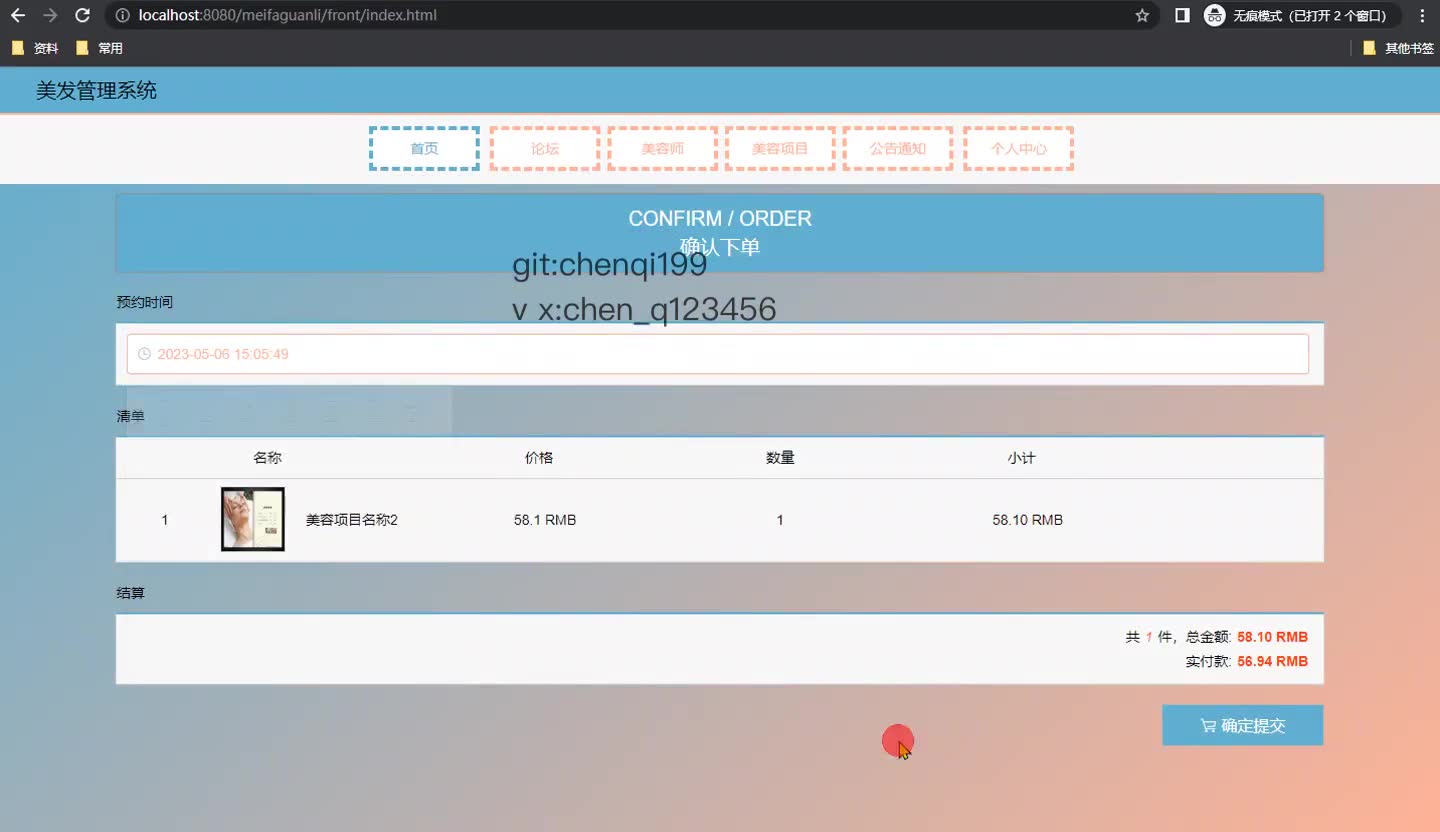 localhost:8080/meifaguanli/front/index.html
无痕模式（已打开 2 个窗口）
资料 常用 其他书签
美发管理系统
首页 论坛 美容师 美容项目 公告通知 个人中心
CONFIRM / ORDER
确认下单
git:chenqi199
v x:chen_q123456
预约时间
2023-05-06 15:05:49
清单
名称 价格 数量 小计
1 美容项目名称2 58.1 RMB 1 58.10 RMB
结算
共 1 件，总金额: 58.10 RMB
实付款: 56.94 RMB
确定提交